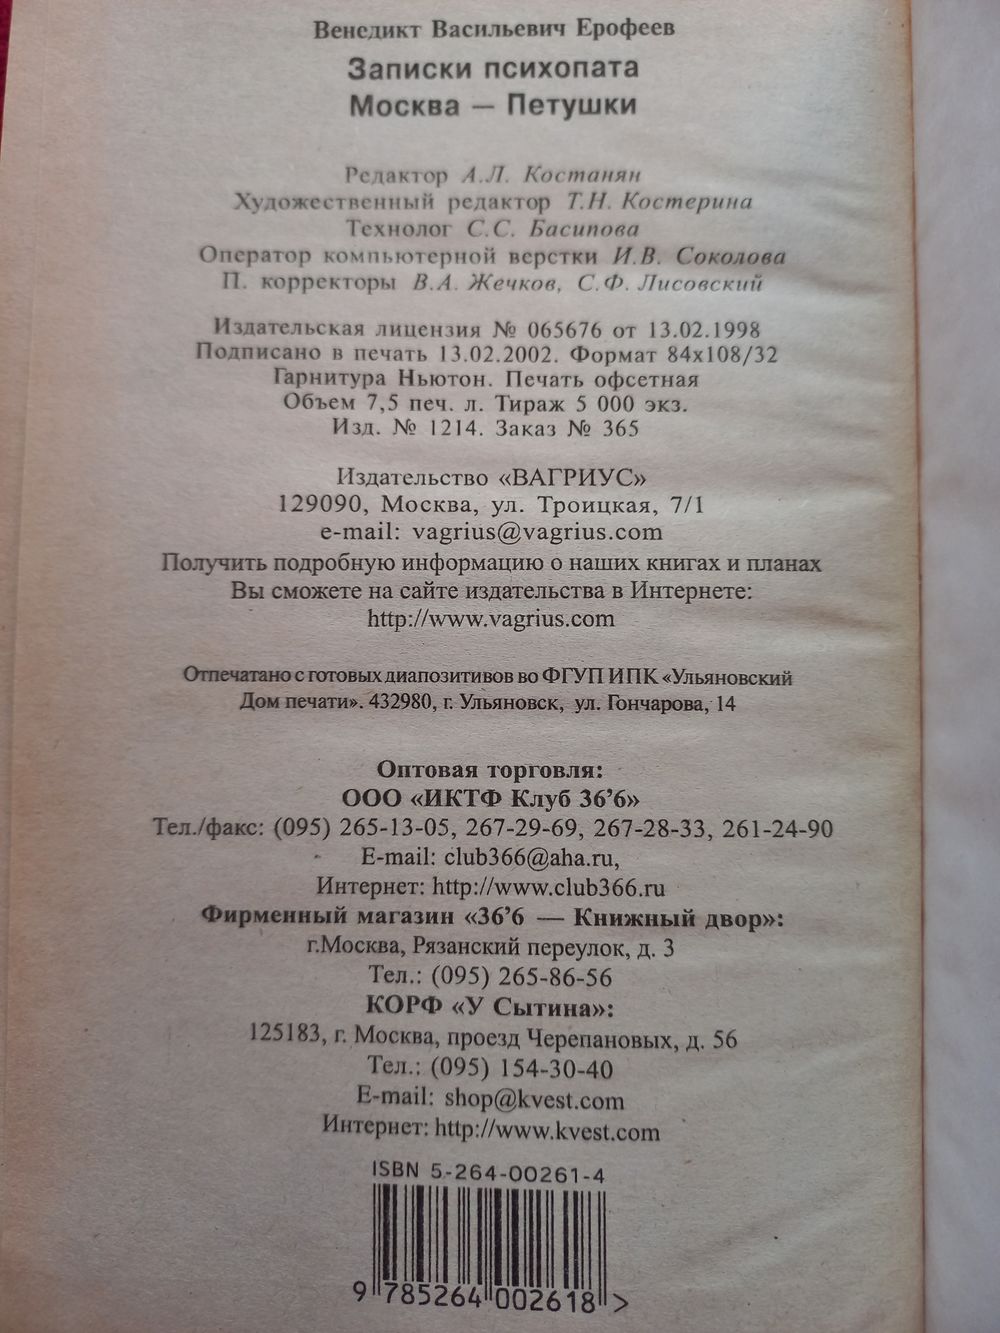 Венедикт Васильевич Ерофеев
Записки психопата
Москва — Петушки
Редактор А.Л. Костанян
Художественный редактор Т.Н. Костерина
Технолог С.С. Басипова
Оператор компьютерной верстки И.В. Соколова
П. корректоры В.А. Жечков, С.Ф. Лисовский
Издательская лицензия № 065676 от 13.02.1998
Подписано в печать 13.02.2002. Формат 84х108/32
Гарнитура Ньютон. Печать офсетная
Объем 7,5 печ. л. Тираж 5 000 экз.
Изд. № 1214. Заказ № 365
Издательство «ВАГРИУС»
129090, Москва, ул. Троицкая, 7/1
e-mail: vagrius@vagrius.com
Получить подробную информацию о наших книгах и планах
Вы сможете на сайте издательства в Интернете:
http://www.vagrius.com
Отпечатано с готовых диапозитивов во ФГУП ИПК «Ульяновский
Дом печати». 432980, г. Ульяновск, ул. Гончарова, 14
Оптовая торговля:
ООО «ИКТФ Клуб 36’6»
Тел./факс: (095) 265-13-05, 267-29-69, 267-28-33, 261-24-90
E-mail: club366@aha.ru,
Интернет: http://www.club366.ru
Фирменный магазин «36’6 — Книжный двор»:
г.Москва, Рязанский переулок, д. 3
Тел.: (095) 265-86-56
КОРФ «У Сытина»:
125183, г. Москва, проезд Черепановых, д. 56
Тел.: (095) 154-30-40
E-mail: shop@kvest.com
Интернет: http://www.kvest.com
ISBN 5-264-00261-4
9 785264 002618 >